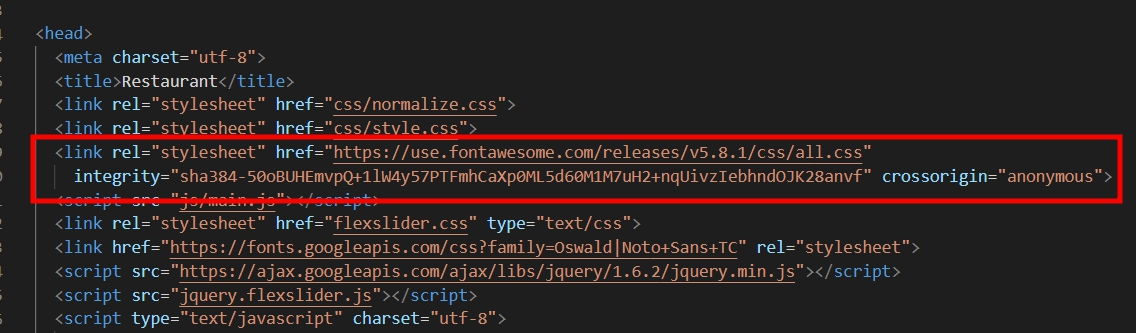 <head>
<meta charset="utf-8">
<title>Restaurant</title>
<link rel="stylesheet" href="css/normalize.css">
<link rel="stylesheet" href="css/style.css">
<link rel="stylesheet" href="https://use.fontawesome.com/releases/v5.8.1/css/all.css"
integrity="sha384-50oBUHEmvpQ+1lW4y57PTFmhCaXp0ML5d60M1M7uH2+nqUivzIebhndOJK28anvf" crossorigin="anonymous">
<script src="js/main.js"></script>
<link rel="stylesheet" href="flexslider.css" type="text/css">
<link href="https://fonts.googleapis.com/css?family=Oswald|Noto+Sans+TC" rel="stylesheet">
<script src="https://ajax.googleapis.com/ajax/libs/jquery/1.6.2/jquery.min.js"></script>
<script src="jquery.flexslider.js"></script>
<script type="text/javascript" charset="utf-8">